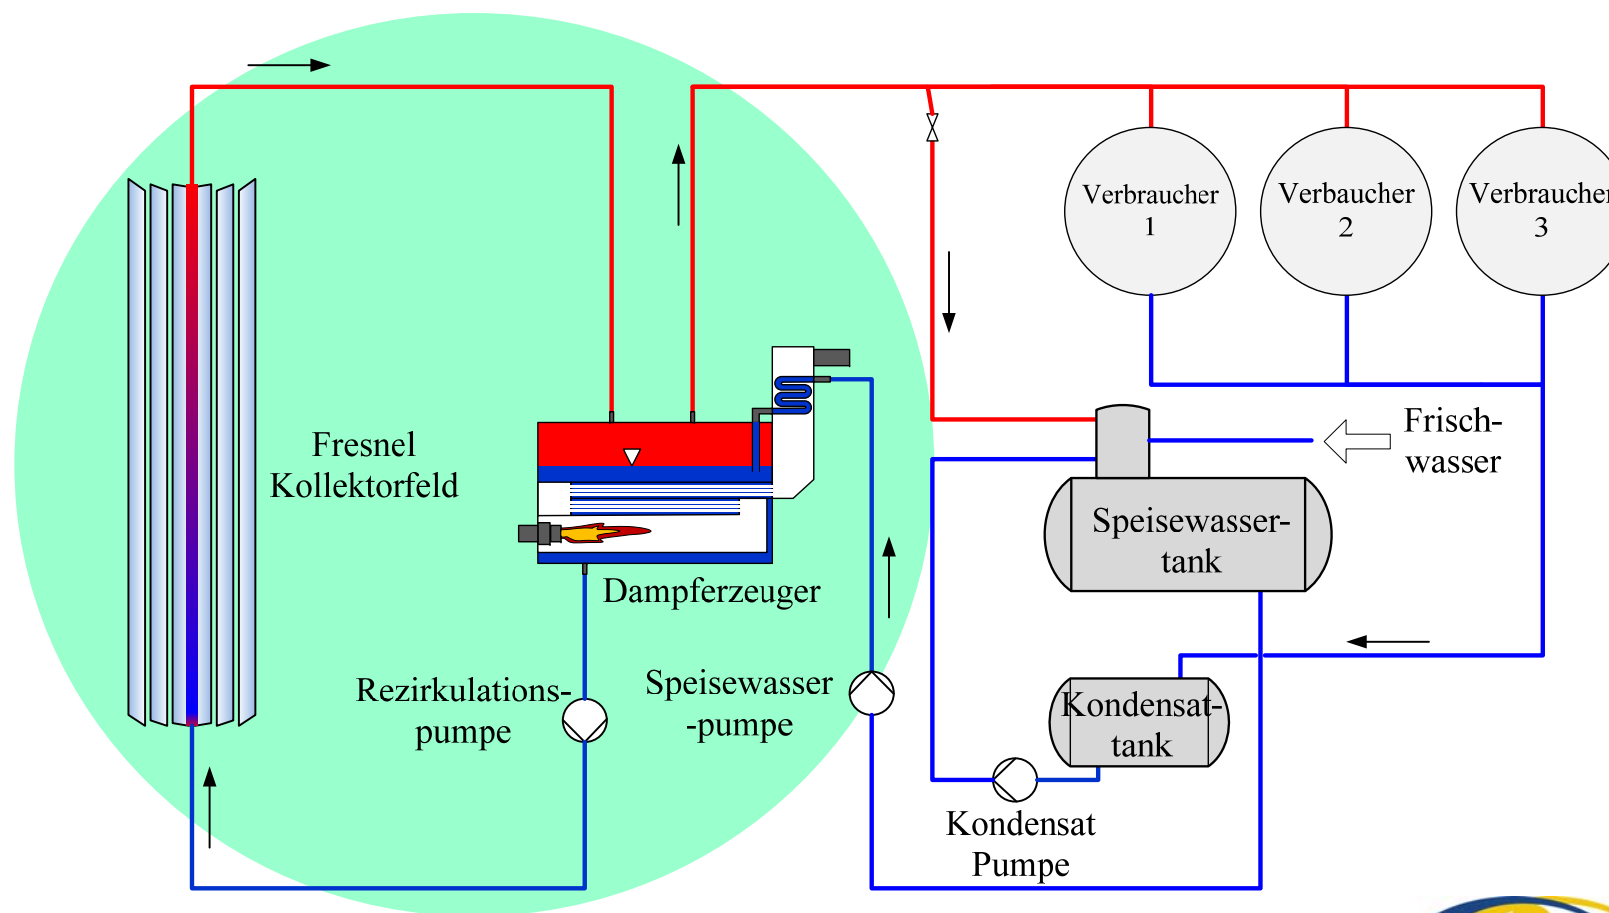 Verbraucher
1
Verbaucher
2
Verbraucher
3
Fresnel
Kollektorfeld
Frisch-
wasser
Speisewasser-
tank
Dampferzeuger
Rezirkulations-
pumpe
Speisewasser
-pumpe
Kondensat-
tank
Kondensat
Pumpe